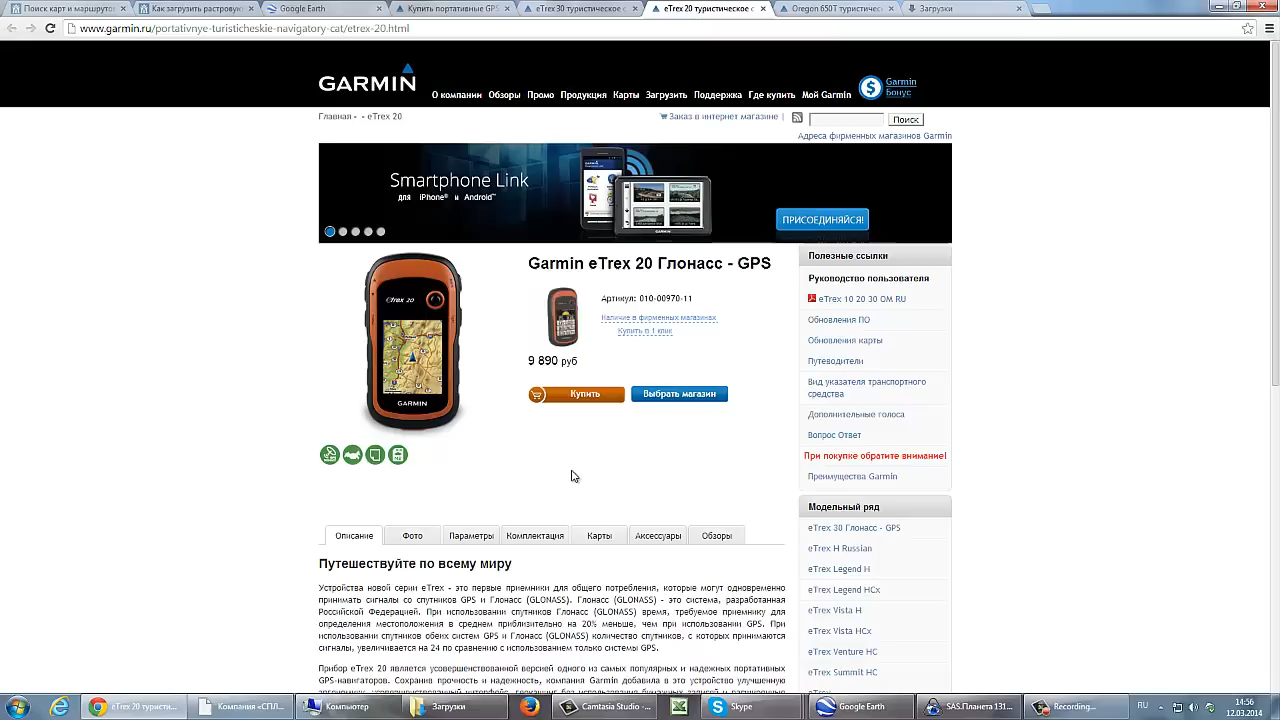 Поиск карт и маршруто
Как загрузить растровую
Google Earth
Купить портативные GPS
eTrex 30 туристическое с
eTrex 20 туристическое с
Oregon 650T туристичес
Загрузки
www.garmin.ru/portativnye-turisticheskie-navigatory-cat/etrex-20.html
GARMIN
О компании Обзоры Промо Продукция Карты Загрузить Поддержка Где купить Мой Garmin
Garmin
Бонус
Главная - - eTrex 20
Заказ в интернет магазине |
Поиск
Адреса фирменных магазинов Garmin
Smartphone Link
для iPhone® и Android™
ПРИСОЕДИНЯЙСЯ!
Garmin eTrex 20 Глонасс - GPS
eTrex 20
GARMIN
Артикул: 010-00970-11
Наличие в фирменных магазинах
Купить в 1 клик
9 890 руб
Купить
Выбрать магазин
Полезные ссылки
Руководство пользователя
eTrex 10 20 30 OM RU
Обновления ПО
Обновления карты
Путеводители
Вид указателя транспортного
средства
Дополнительные голоса
Вопрос Ответ
При покупке обратите внимание!
Преимущества Garmin
Модельный ряд
eTrex 30 Глонасс - GPS
eTrex H Russian
eTrex Legend H
eTrex Legend HCx
eTrex Vista H
eTrex Vista HCx
eTrex Venture HC
eTrex Summit HC
eTrex
Описание Фото Параметры Комплектация Карты Аксессуары Обзоры
Путешествуйте по всему миру
Устройства новой серии eTrex - это первые приемники для общего потребления, которые могут одновременно
принимать сигналы со спутников GPS и Глонасс (GLONASS). Глонасс (GLONASS) - это система, разработанная
Российской Федерацией. При использовании спутников Глонасс (GLONASS) время, требуемое приемнику для
определения местоположения в среднем приблизительно на 20% меньше, чем при использовании GPS. При
использовании спутников обеих систем GPS и Глонасс (GLONASS) количество спутников, с которых принимаются
сигналы, увеличивается на 24 по сравнению с использованием только системы GPS.
Прибор eTrex 20 является усовершенствованной версией одного из самых популярных и надежных портативных
GPS-навигаторов. Сохранив прочность и надежность, компания Garmin добавила в это устройство улучшенную
eTrex 20 туристи...
Компания «СПЛ...
Компьютер
Загрузки
Camtasia Studio - ...
Skype
Google Earth
SAS.Планета 131...
Recording...
RU
14:56
12.03.2014